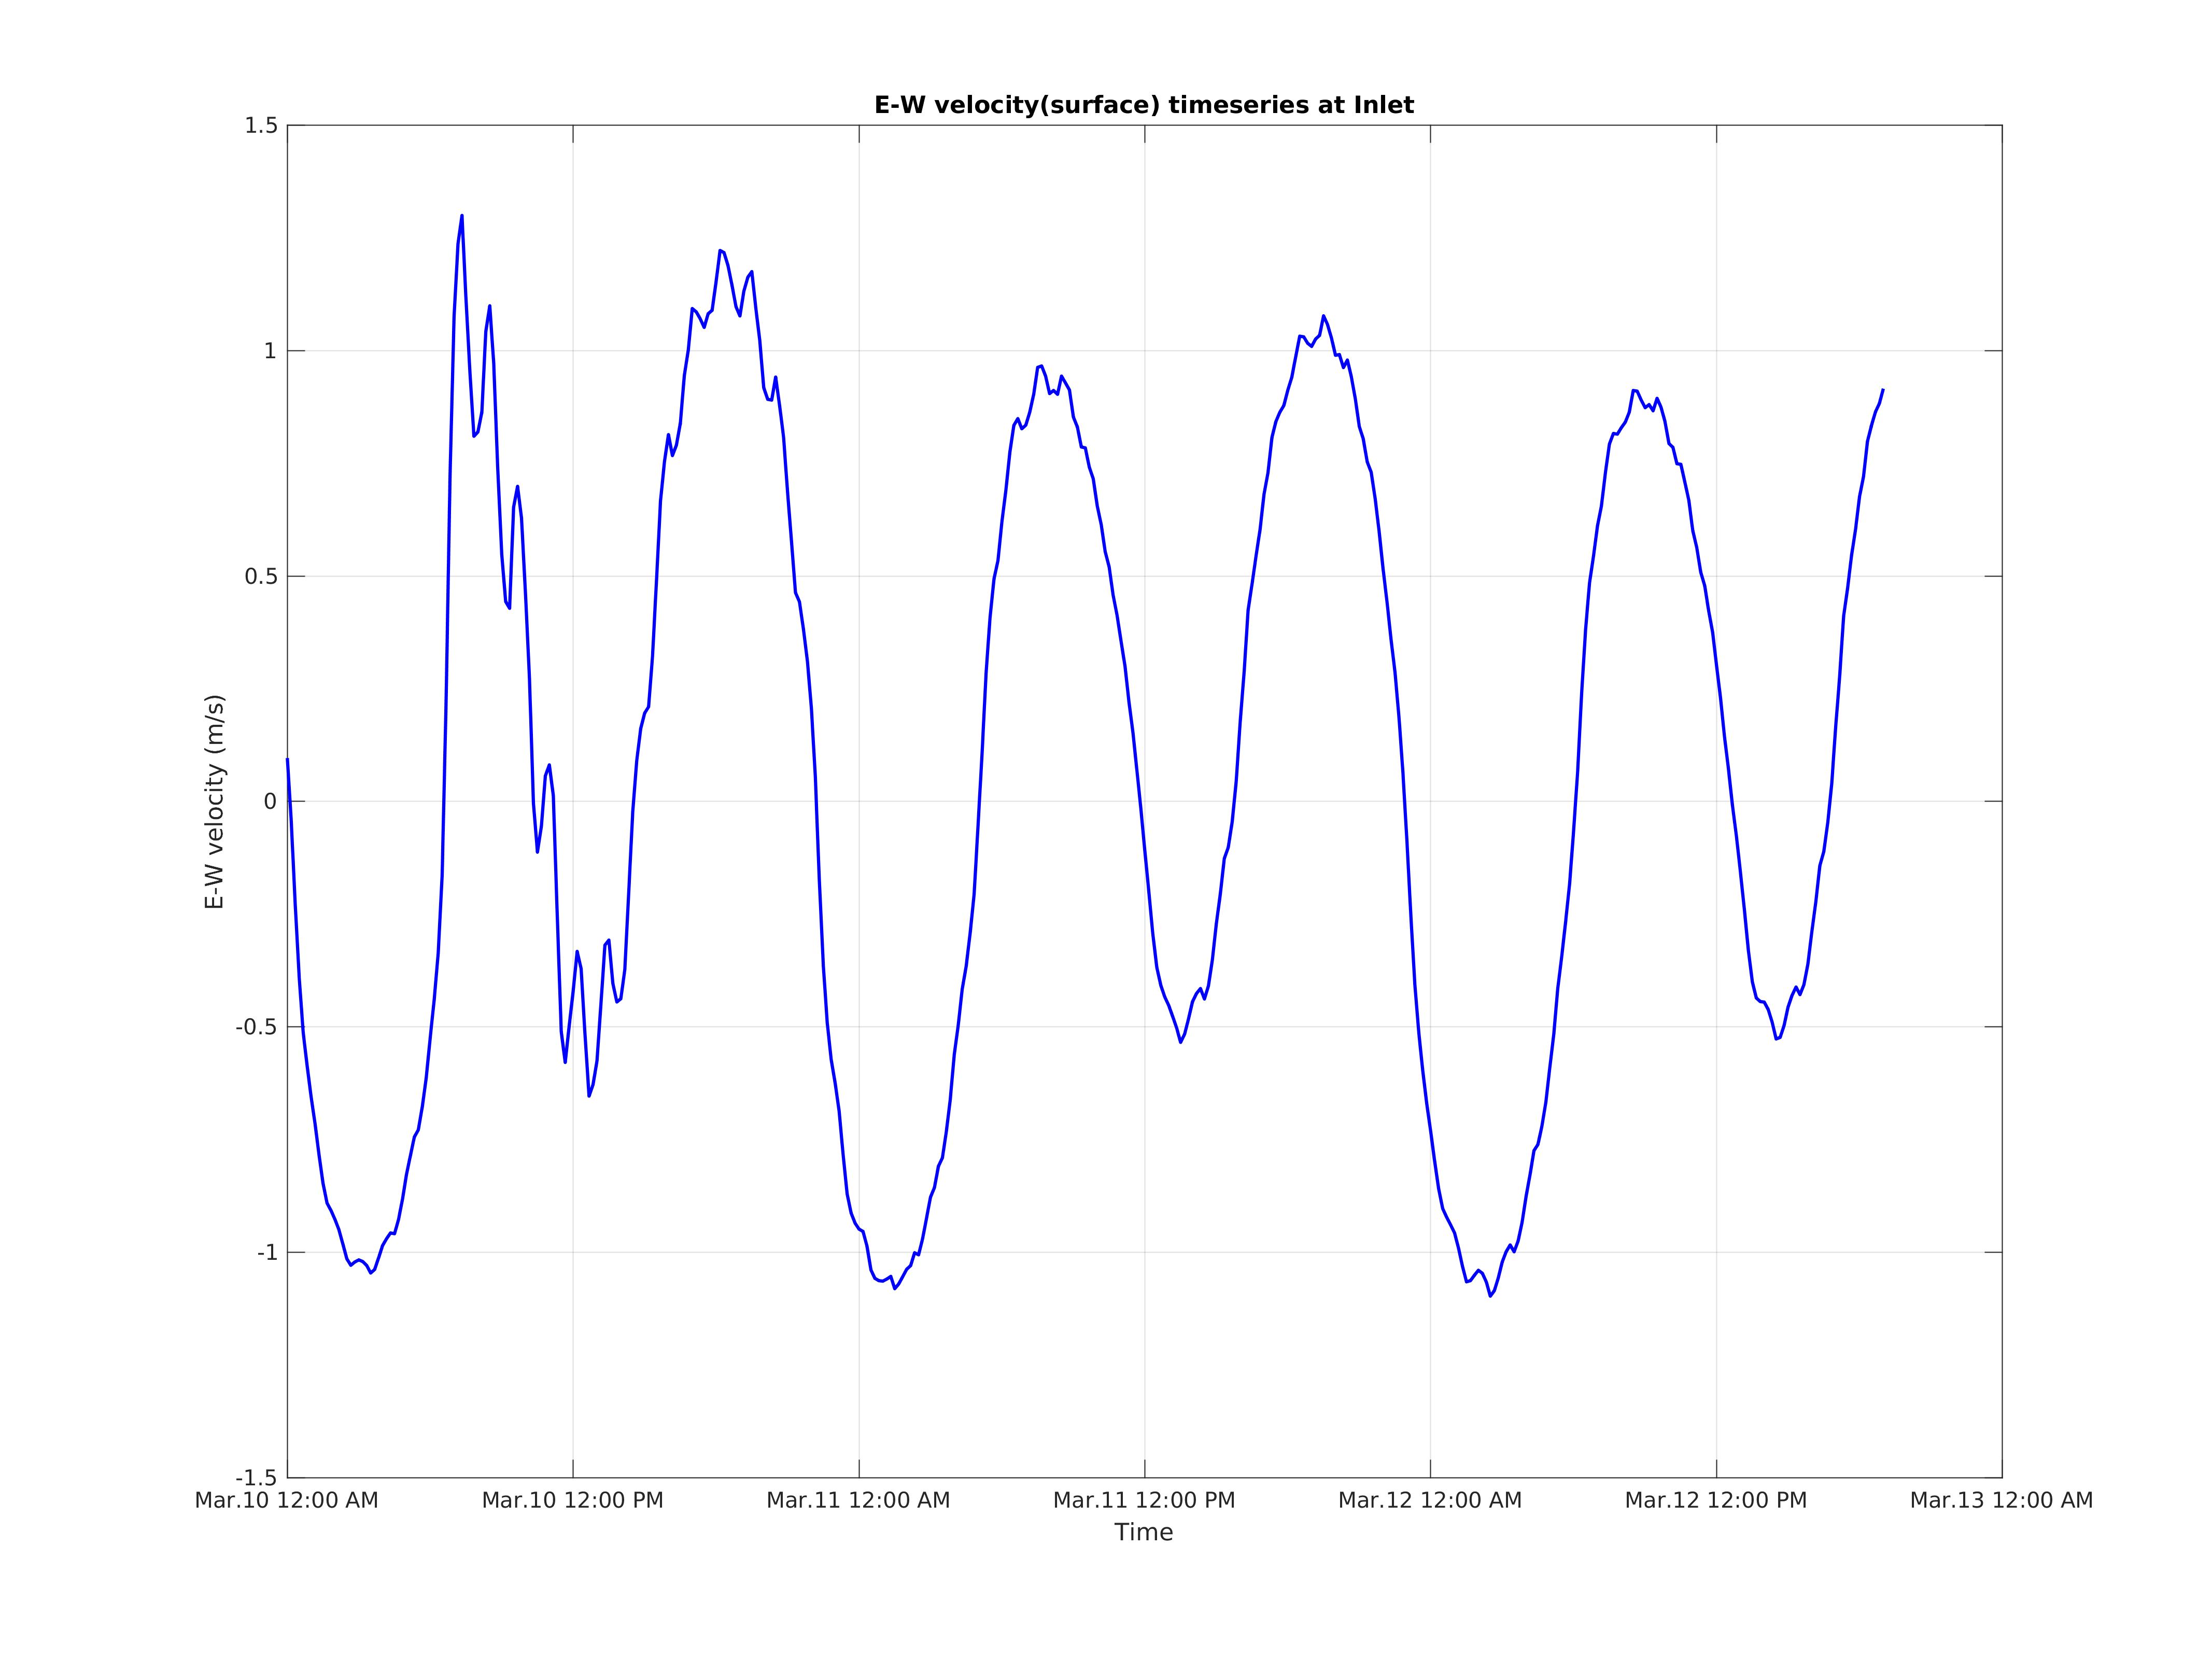 E-W velocity(surface) timeseries at Inlet
1.5
1
0.5
0
-0.5
-1
-1.5
E-W velocity (m/s)
Mar.10 12:00 AM Mar.10 12:00 PM Mar.11 12:00 AM Mar.11 12:00 PM Mar.12 12:00 AM Mar.12 12:00 PM Mar.13 12:00 AM
Time